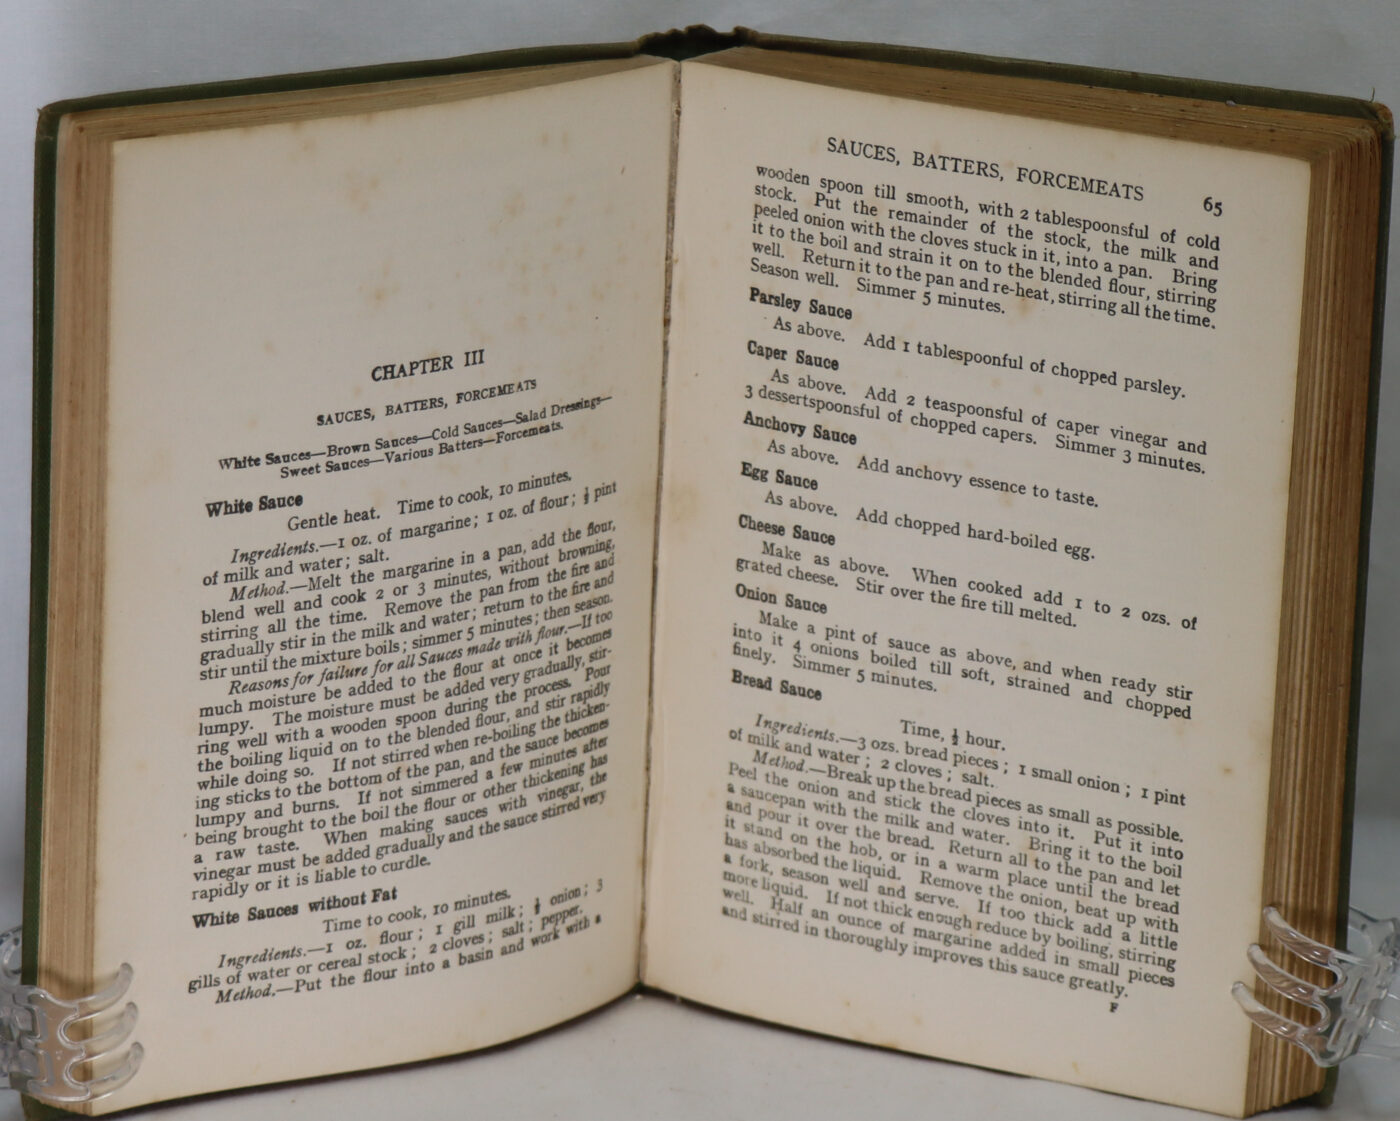 CHAPTER III
SAUCES, BATTERS, FORCEMEATS
White Sauces—Brown Sauces—Cold Sauces—Salad Dressings—
Sweet Sauces—Various Batters—Forcemeats.
White Sauce
Gentle heat. Time to cook, 10 minutes.
Ingredients.—1 oz. of margarine; 1 oz. of flour; ½ pint
of milk and water; salt.
Method.—Melt the margarine in a pan, add the flour,
blend well and cook 2 or 3 minutes, without browning,
stirring all the time. Remove the pan from the fire and
gradually stir in the milk and water; return to the fire and
stir until the mixture boils; simmer 5 minutes; then season.
Reasons for failure for all Sauces made with flour.—If too
much moisture be added to the flour at once it becomes
lumpy. The moisture must be added very gradually, stir-
ring well with a wooden spoon during the process. Pour
the boiling liquid on to the blended flour, and stir rapidly
while doing so. If not stirred when re-boiling the thicken-
ing sticks to the bottom of the pan, and the sauce becomes
lumpy and burns. If not simmered a few minutes after
being brought to the boil the flour or other thickening has
a raw taste. When making sauces with vinegar, the
vinegar must be added gradually and the sauce stirred very
rapidly or it is liable to curdle.
White Sauces without Fat
Time to cook, 10 minutes.
Ingredients.—1 oz. flour; 1 gill milk; ½ onion; 3
gills of water or cereal stock; 2 cloves; salt; pepper.
Method.—Put the flour into a basin and work with a
SAUCES, BATTERS, FORCEMEATS 65
wooden spoon till smooth, with 2 tablespoonsful of cold
stock. Put the remainder of the stock, the milk and
peeled onion with the cloves stuck in it, into a pan. Bring
it to the boil and strain it on to the blended flour, stirring
well. Return it to the pan and re-heat, stirring all the time.
Season well. Simmer 5 minutes.
Parsley Sauce
As above. Add 1 tablespoonful of chopped parsley.
Caper Sauce
As above. Add 2 teaspoonsful of caper vinegar and
3 dessertspoonsful of chopped capers. Simmer 3 minutes.
Anchovy Sauce
As above. Add anchovy essence to taste.
Egg Sauce
As above. Add chopped hard-boiled egg.
Cheese Sauce
Make as above. When cooked add 1 to 2 ozs. of
grated cheese. Stir over the fire till melted.
Onion Sauce
Make a pint of sauce as above, and when ready stir
into it 4 onions boiled till soft, strained and chopped
finely. Simmer 5 minutes.
Bread Sauce
Time, ½ hour.
Ingredients.—3 ozs. bread pieces; 1 small onion; 1 pint
of milk and water; 2 cloves; salt.
Method.—Break up the bread pieces as small as possible.
Peel the onion and stick the cloves into it. Put it into
a saucepan with the milk and water. Bring it to the boil
and pour it over the bread. Return all to the pan and let
it stand on the hob, or in a warm place until the bread
has absorbed the liquid. Remove the onion, beat up with
a fork, season well and serve. If too thick add a little
more liquid. If not thick enough reduce by boiling, stirring
well. Half an ounce of margarine added in small pieces
and stirred in thoroughly improves this sauce greatly.
F